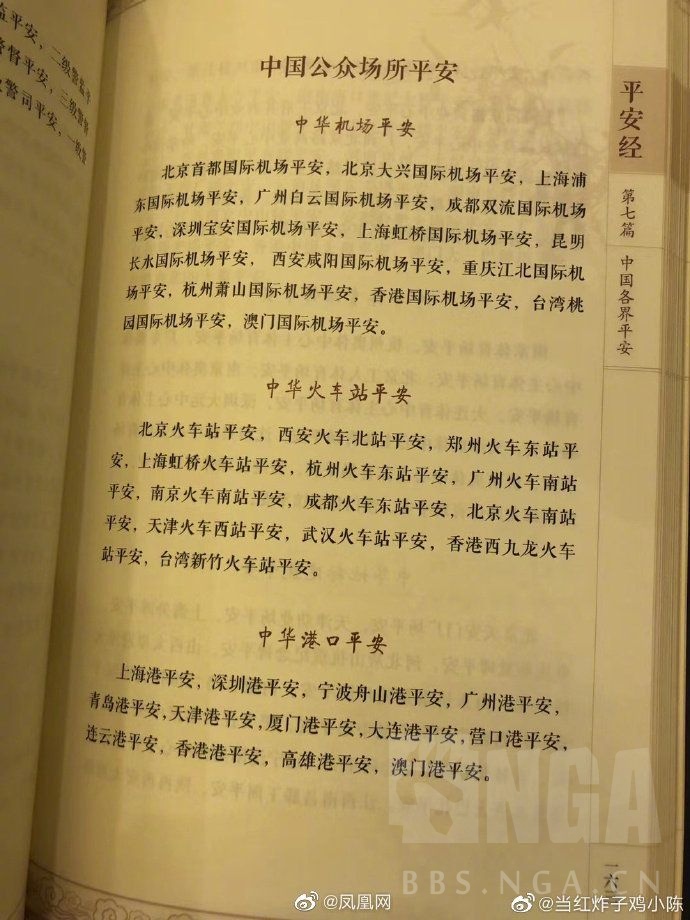 监平安，二级警监平
警督平安，三级警督
警司平安，一级警
中国公众场所平安
中华机场平安
北京首都国际机场平安，北京大兴国际机场平安，上海浦
东国际机场平安，广州白云国际机场平安，成都双流国际机场
平安，深圳宝安国际机场平安，上海虹桥国际机场平安，昆明
长水国际机场平安， 西安咸阳国际机场平安，重庆江北国际机
场平安，杭州萧山国际机场平安，香港国际机场平安，台湾桃
园国际机场平安，澳门国际机场平安。
中华火车站平安
北京火车站平安，西安火车北站平安，郑州火车东站平
安，上海虹桥火车站平安，杭州火车东站平安，广州火车南站
平安，南京火车南站平安，成都火车东站平安，北京火车南站
平安，天津火车西站平安，武汉火车站平安，香港西九龙火车
站平安，台湾新竹火车站平安。
中华港口平安
上海港平安，深圳港平安，宁波舟山港平安，广州港平安，
青岛港平安，天津港平安，厦门港平安，大连港平安，营口港平安，
连云港平安，香港港平安，高雄港平安，澳门港平安。
平安经
第七篇
中国各界平安
一六
NGA
BBS.NGA.CN
@凤凰网
@当红炸子鸡小陈